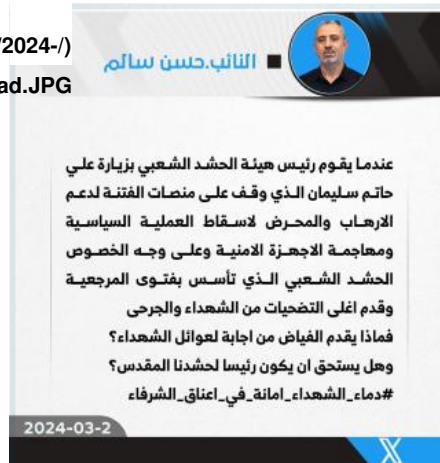 /2024-/)
ad.JPG
النائب.حسن سالم
عندما يقوم رئيس هيئة الحشد الشعبي بزيارة علي
حاتم سليمان الذي وقف على منصات الفتنة لدعم
الارهاب والمحرض لاسقاط العملية السياسية
ومهاجمة الاجهزة الامنية وعلى وجه الخصوص
الحشد الشعبي الذي تأسس بفتوى المرجعية
وقدم اغلى التضحيات من الشهداء والجرحى
فماذا يقدم الفياض من اجابة لعوائل الشهداء؟
وهل يستحق ان يكون رئيسا لحشدنا المقدس؟
#دماء_الشهداء_امانة_في_اعناق_الشرفاء
2024-03-2